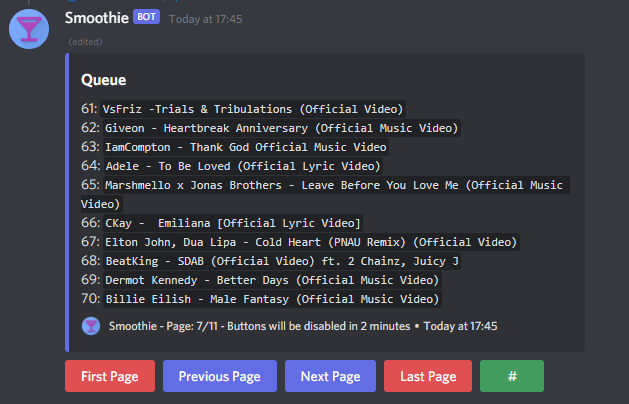 Smoothie BOT Today at 17:45
(edited)
Queue
61: VsFriz -Trials & Tribulations (Official Video)
62: Giveon - Heartbreak Anniversary (Official Music Video)
63: IamCompton - Thank God Official Music Video
64: Adele - To Be Loved (Official Lyric Video)
65: Marshmello x Jonas Brothers - Leave Before You Love Me (Official Music
Video)
66: CKay -  Emiliana [Official Lyric Video]
67: Elton John, Dua Lipa - Cold Heart (PNAU Remix) (Official Video)
68: BeatKing - SDAB (Official Video) ft. 2 Chainz, Juicy J
69: Dermot Kennedy - Better Days (Official Music Video)
70: Billie Eilish - Male Fantasy (Official Music Video)
Smoothie - Page: 7/11 - Buttons will be disabled in 2 minutes • Today at 17:45
First Page Previous Page Next Page Last Page #